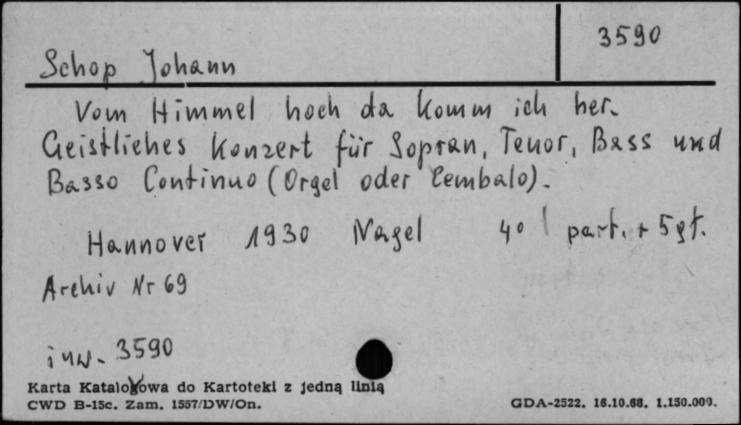 3590
Schop Johann
Vom Himmel hoch da komm ich her.
Geistliches Konzert für Sopran, Tenor, Bass und
Basso Continuo (Orgel oder Cembalo).
Hannover 1930 Nagel 4° part. + 5 gł.
Archiv Nr 69
inw. 3590
Karta Katalogowa do Kartoteki z jedną linią
CWD B-15c. Zam. 1557/DW/On.
GDA-2522. 16.10.68. 1.150.000.